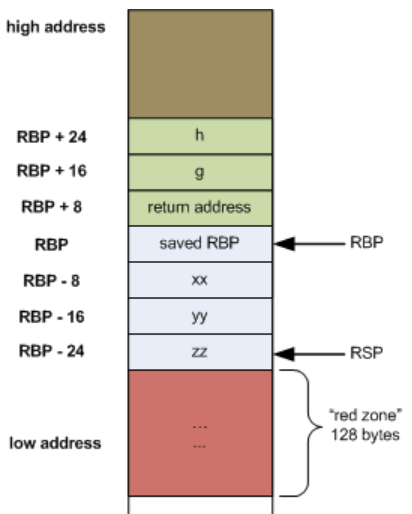 high address
RBP + 24
h
RBP + 16
g
RBP + 8
return address
RBP
saved RBP
RBP
RBP - 8
xx
RBP - 16
yy
RBP - 24
zz
RSP
...
...
"red zone"
128 bytes
low address